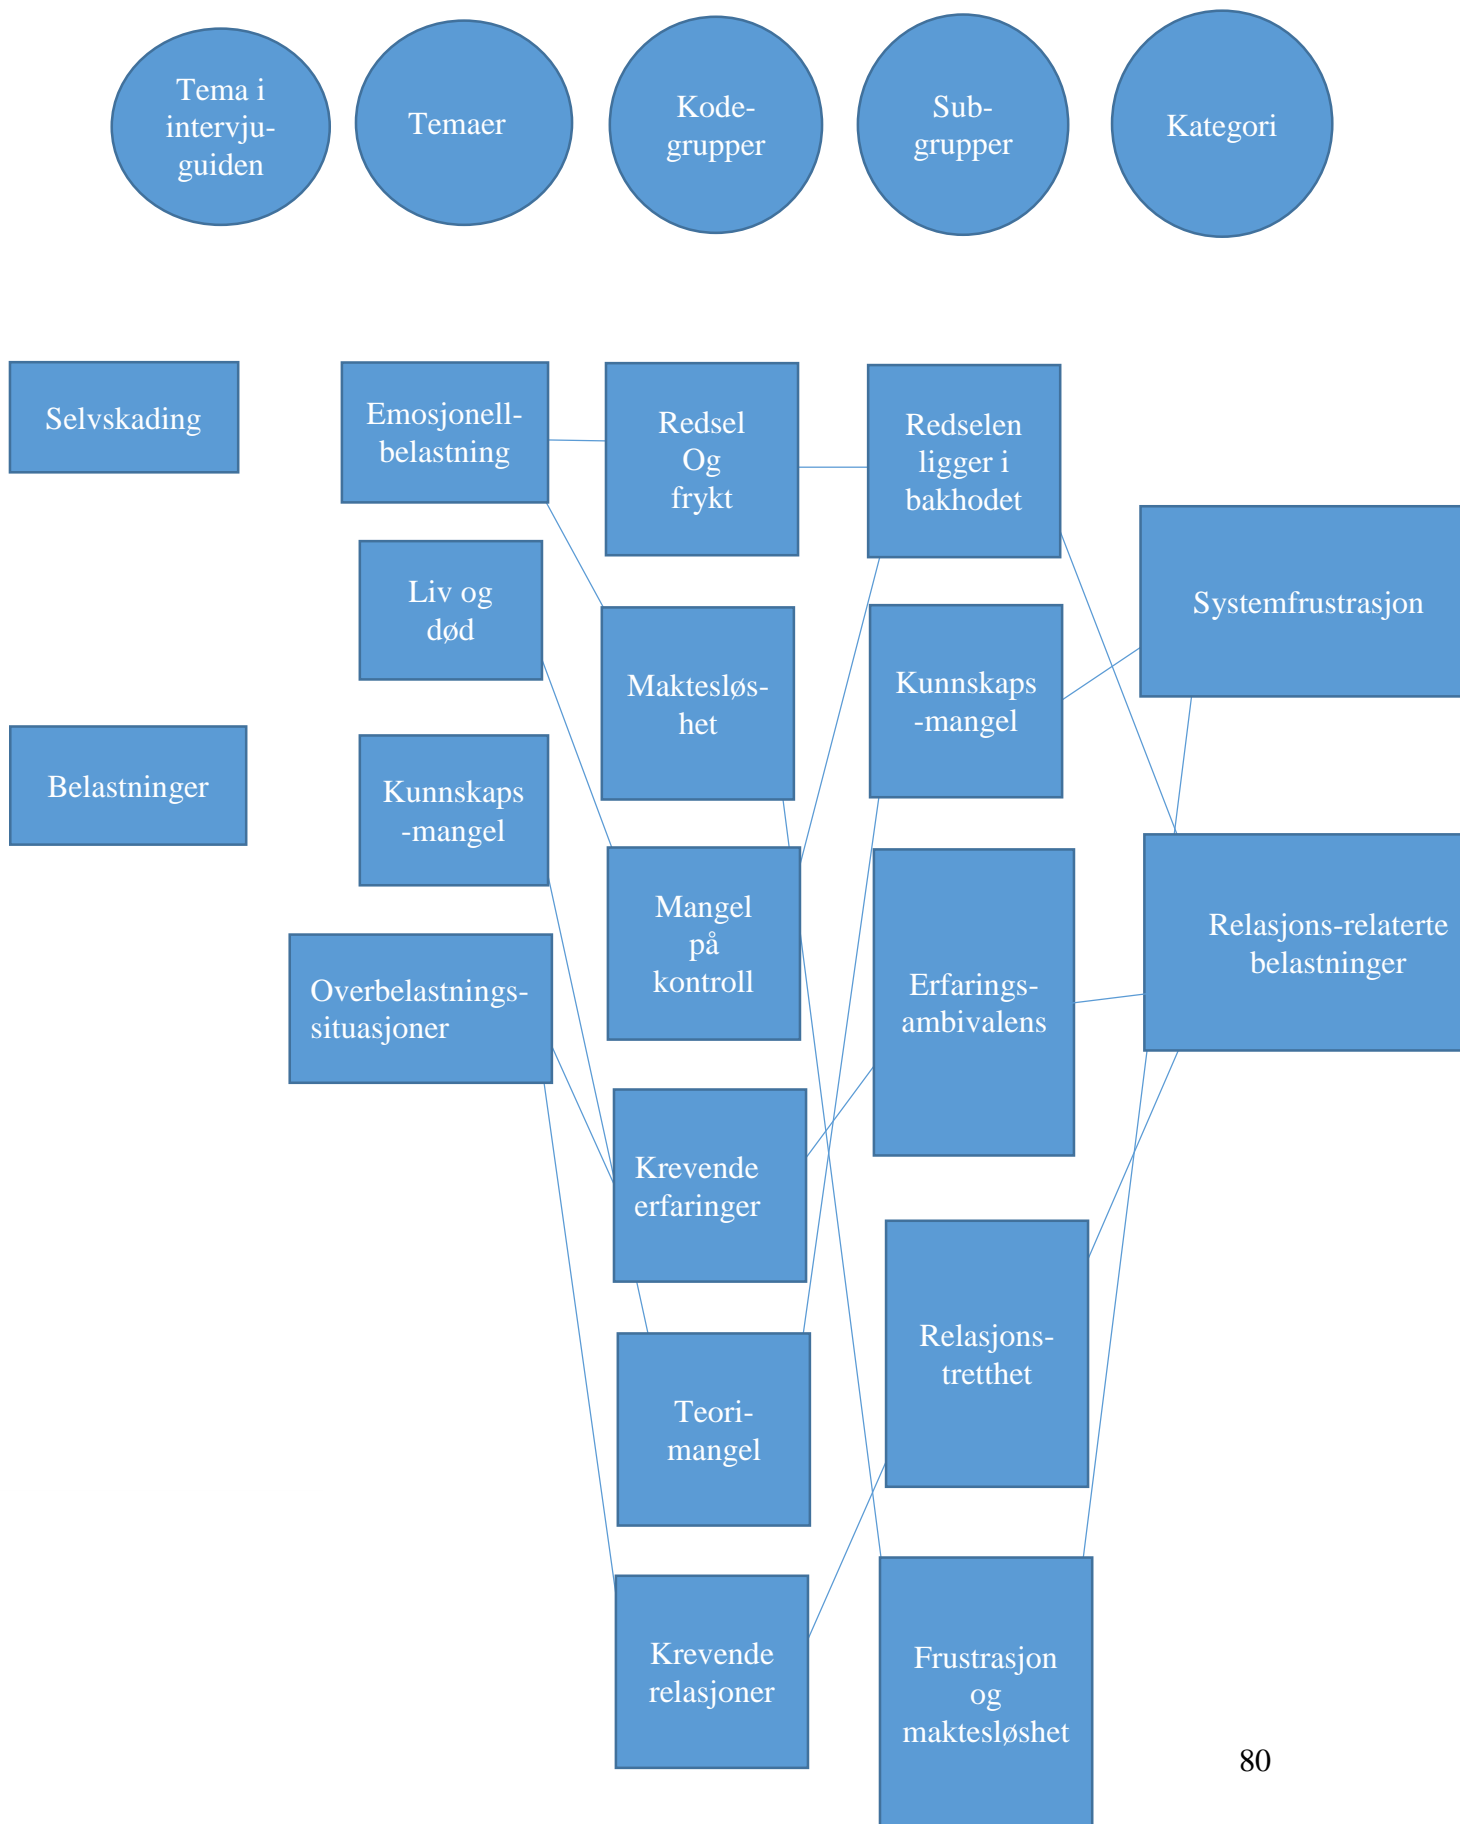 Tema i
intervju-
guiden
Temaer
Kode-
grupper
Sub-
grupper
Kategori
Selvskading
Belastninger
Emosjonell-
belastning
Liv og
død
Kunnskaps
-mangel
Overbelastnings-
situasjoner
Redsel
Og
frykt
Maktesløs-
het
Mangel
på
kontroll
Krevende
erfaringer
Teori-
mangel
Krevende
relasjoner
Redselen
ligger i
bakhodet
Kunnskaps
-mangel
Erfarings-
ambivalens
Relasjons-
tretthet
Frustrasjon
og
maktesløshet
Systemfrustrasjon
Relasjons-relaterte
belastninger
80